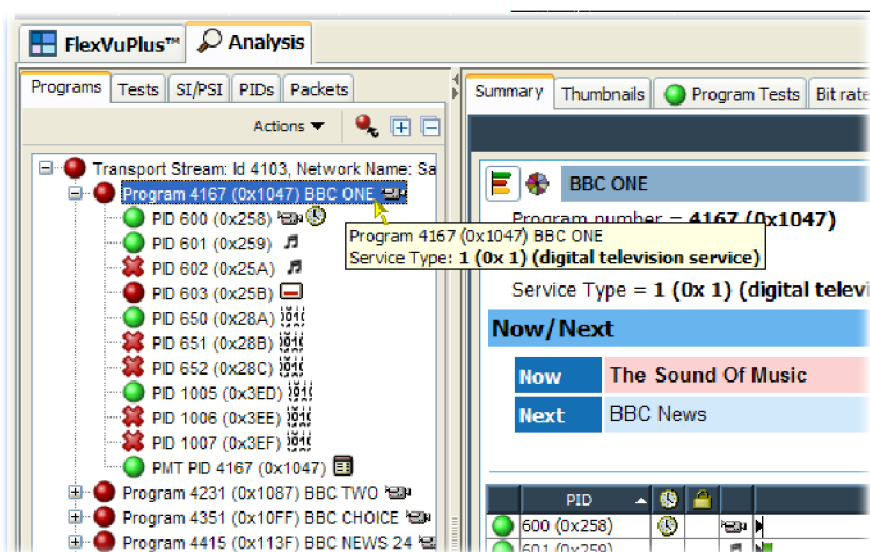 FlexVuPlus™ Analysis
Programs Tests SI/PSI PIDs Packets
Actions
Transport Stream: Id 4103, Network Name: Sa
Program 4167 (0x1047) BBC ONE
PID 600 (0x258)
PID 601 (0x259)
PID 602 (0x25A)
PID 603 (0x25B)
PID 650 (0x28A)
PID 651 (0x28B)
PID 652 (0x28C)
PID 1005 (0x3ED)
PID 1006 (0x3EE)
PID 1007 (0x3EF)
PMT PID 4167 (0x1047)
Program 4231 (0x1087) BBC TWO
Program 4351 (0x10FF) BBC CHOICE
Program 4415 (0x113F) BBC NEWS 24
Program 4167 (0x1047) BBC ONE
Service Type: 1 (0x 1) (digital television service)
Summary Thumbnails Program Tests Bit rate
BBC ONE
Program number = 4167 (0x1047)
Service Type = 1 (0x 1) (digital televi
Now/Next
Now The Sound Of Music
Next BBC News
PID
600 (0x258)
601 (0x259)